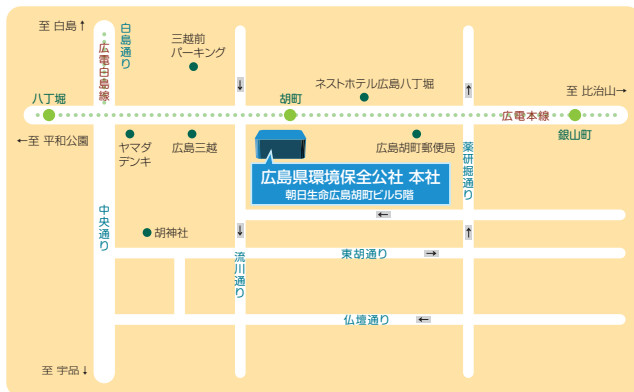 至 白島↑
白島通り
広電白島線
三越前
パーキング
↓
ネストホテル広島八丁堀
↑
至 比治山→
八丁堀
胡町
広電本線
銀山町
←至 平和公園
ヤマダ
デンキ
広島三越
広島胡町郵便局
薬研堀通り
広島県環境保全公社 本社
朝日生命広島胡町ビル5階
中央通り
←
胡神社
↓
↑
流川通り
東胡通り
→
仏壇通り
←
至 宇品↓